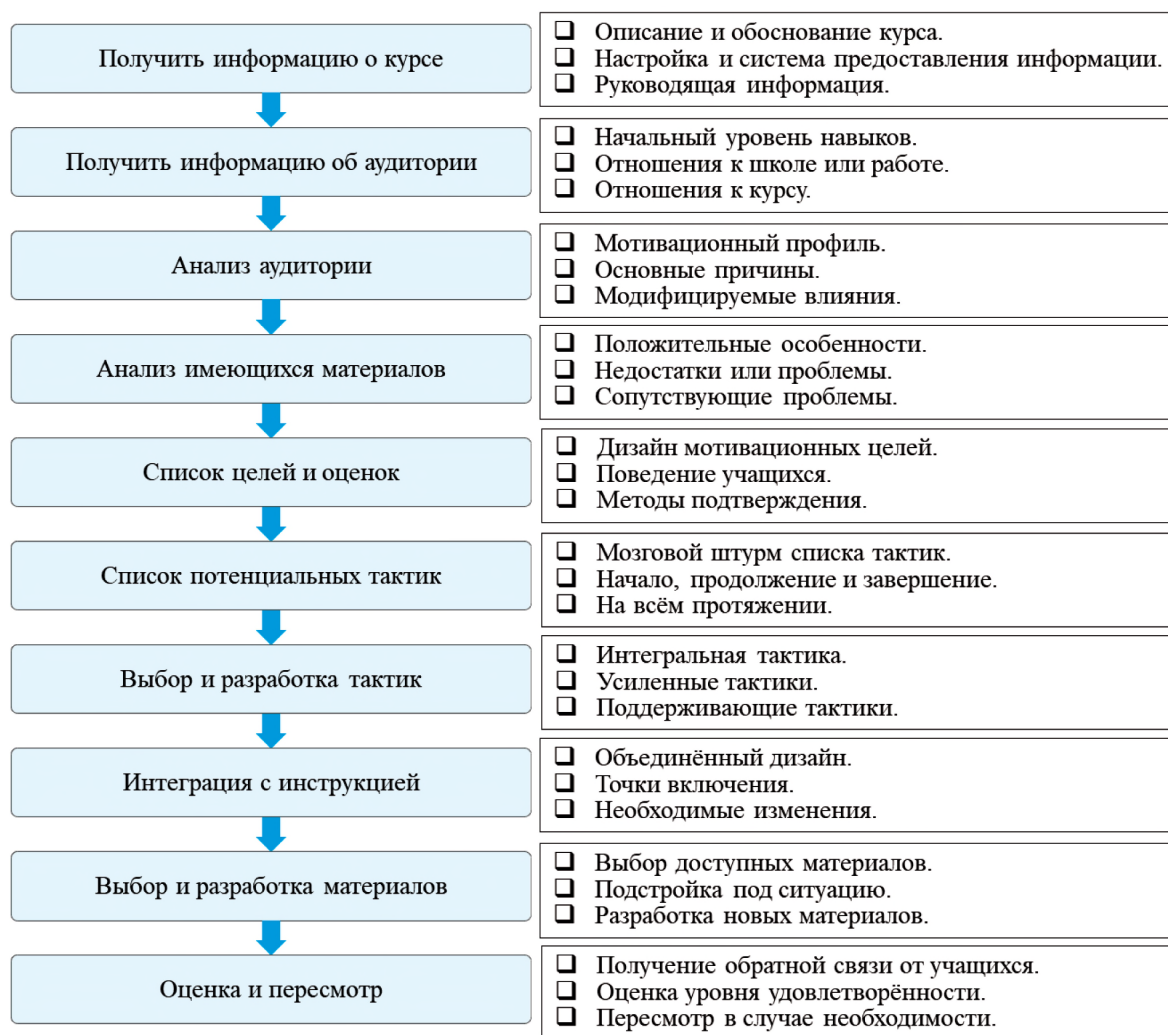 Получить информацию о курсе
Описание и обоснование курса.
Настройка и система предоставления информации.
Руководящая информация.
Получить информацию об аудитории
Начальный уровень навыков.
Отношения к школе или работе.
Отношения к курсу.
Анализ аудитории
Мотивационный профиль.
Основные причины.
Модифицируемые влияния.
Анализ имеющихся материалов
Положительные особенности.
Недостатки или проблемы.
Сопутствующие проблемы.
Список целей и оценок
Дизайн мотивационных целей.
Поведение учащихся.
Методы подтверждения.
Список потенциальных тактик
Мозговой штурм списка тактик.
Начало, продолжение и завершение.
На всём протяжении.
Выбор и разработка тактик
Интегральная тактика.
Усиленные тактики.
Поддерживающие тактики.
Интеграция с инструкцией
Объединённый дизайн.
Точки включения.
Необходимые изменения.
Выбор и разработка материалов
Выбор доступных материалов.
Подстройка под ситуацию.
Разработка новых материалов.
Оценка и пересмотр
Получение обратной связи от учащихся.
Оценка уровня удовлетворённости.
Пересмотр в случае необходимости.